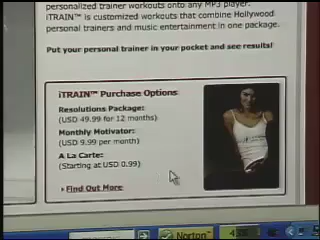 personalized trainer workouts onto any MP3 player.
iTRAIN™ is customized workouts that combine Hollywood
personal trainers and music entertainment in one package.
Put your personal trainer in your pocket and see results!
iTRAIN™ Purchase Options
Resolutions Package:
(USD 49.99 for 12 months)
Monthly Motivator:
(USD 9.99 per month)
A La Carte:
(Starting at USD 0.99)
Find Out More
Norton™